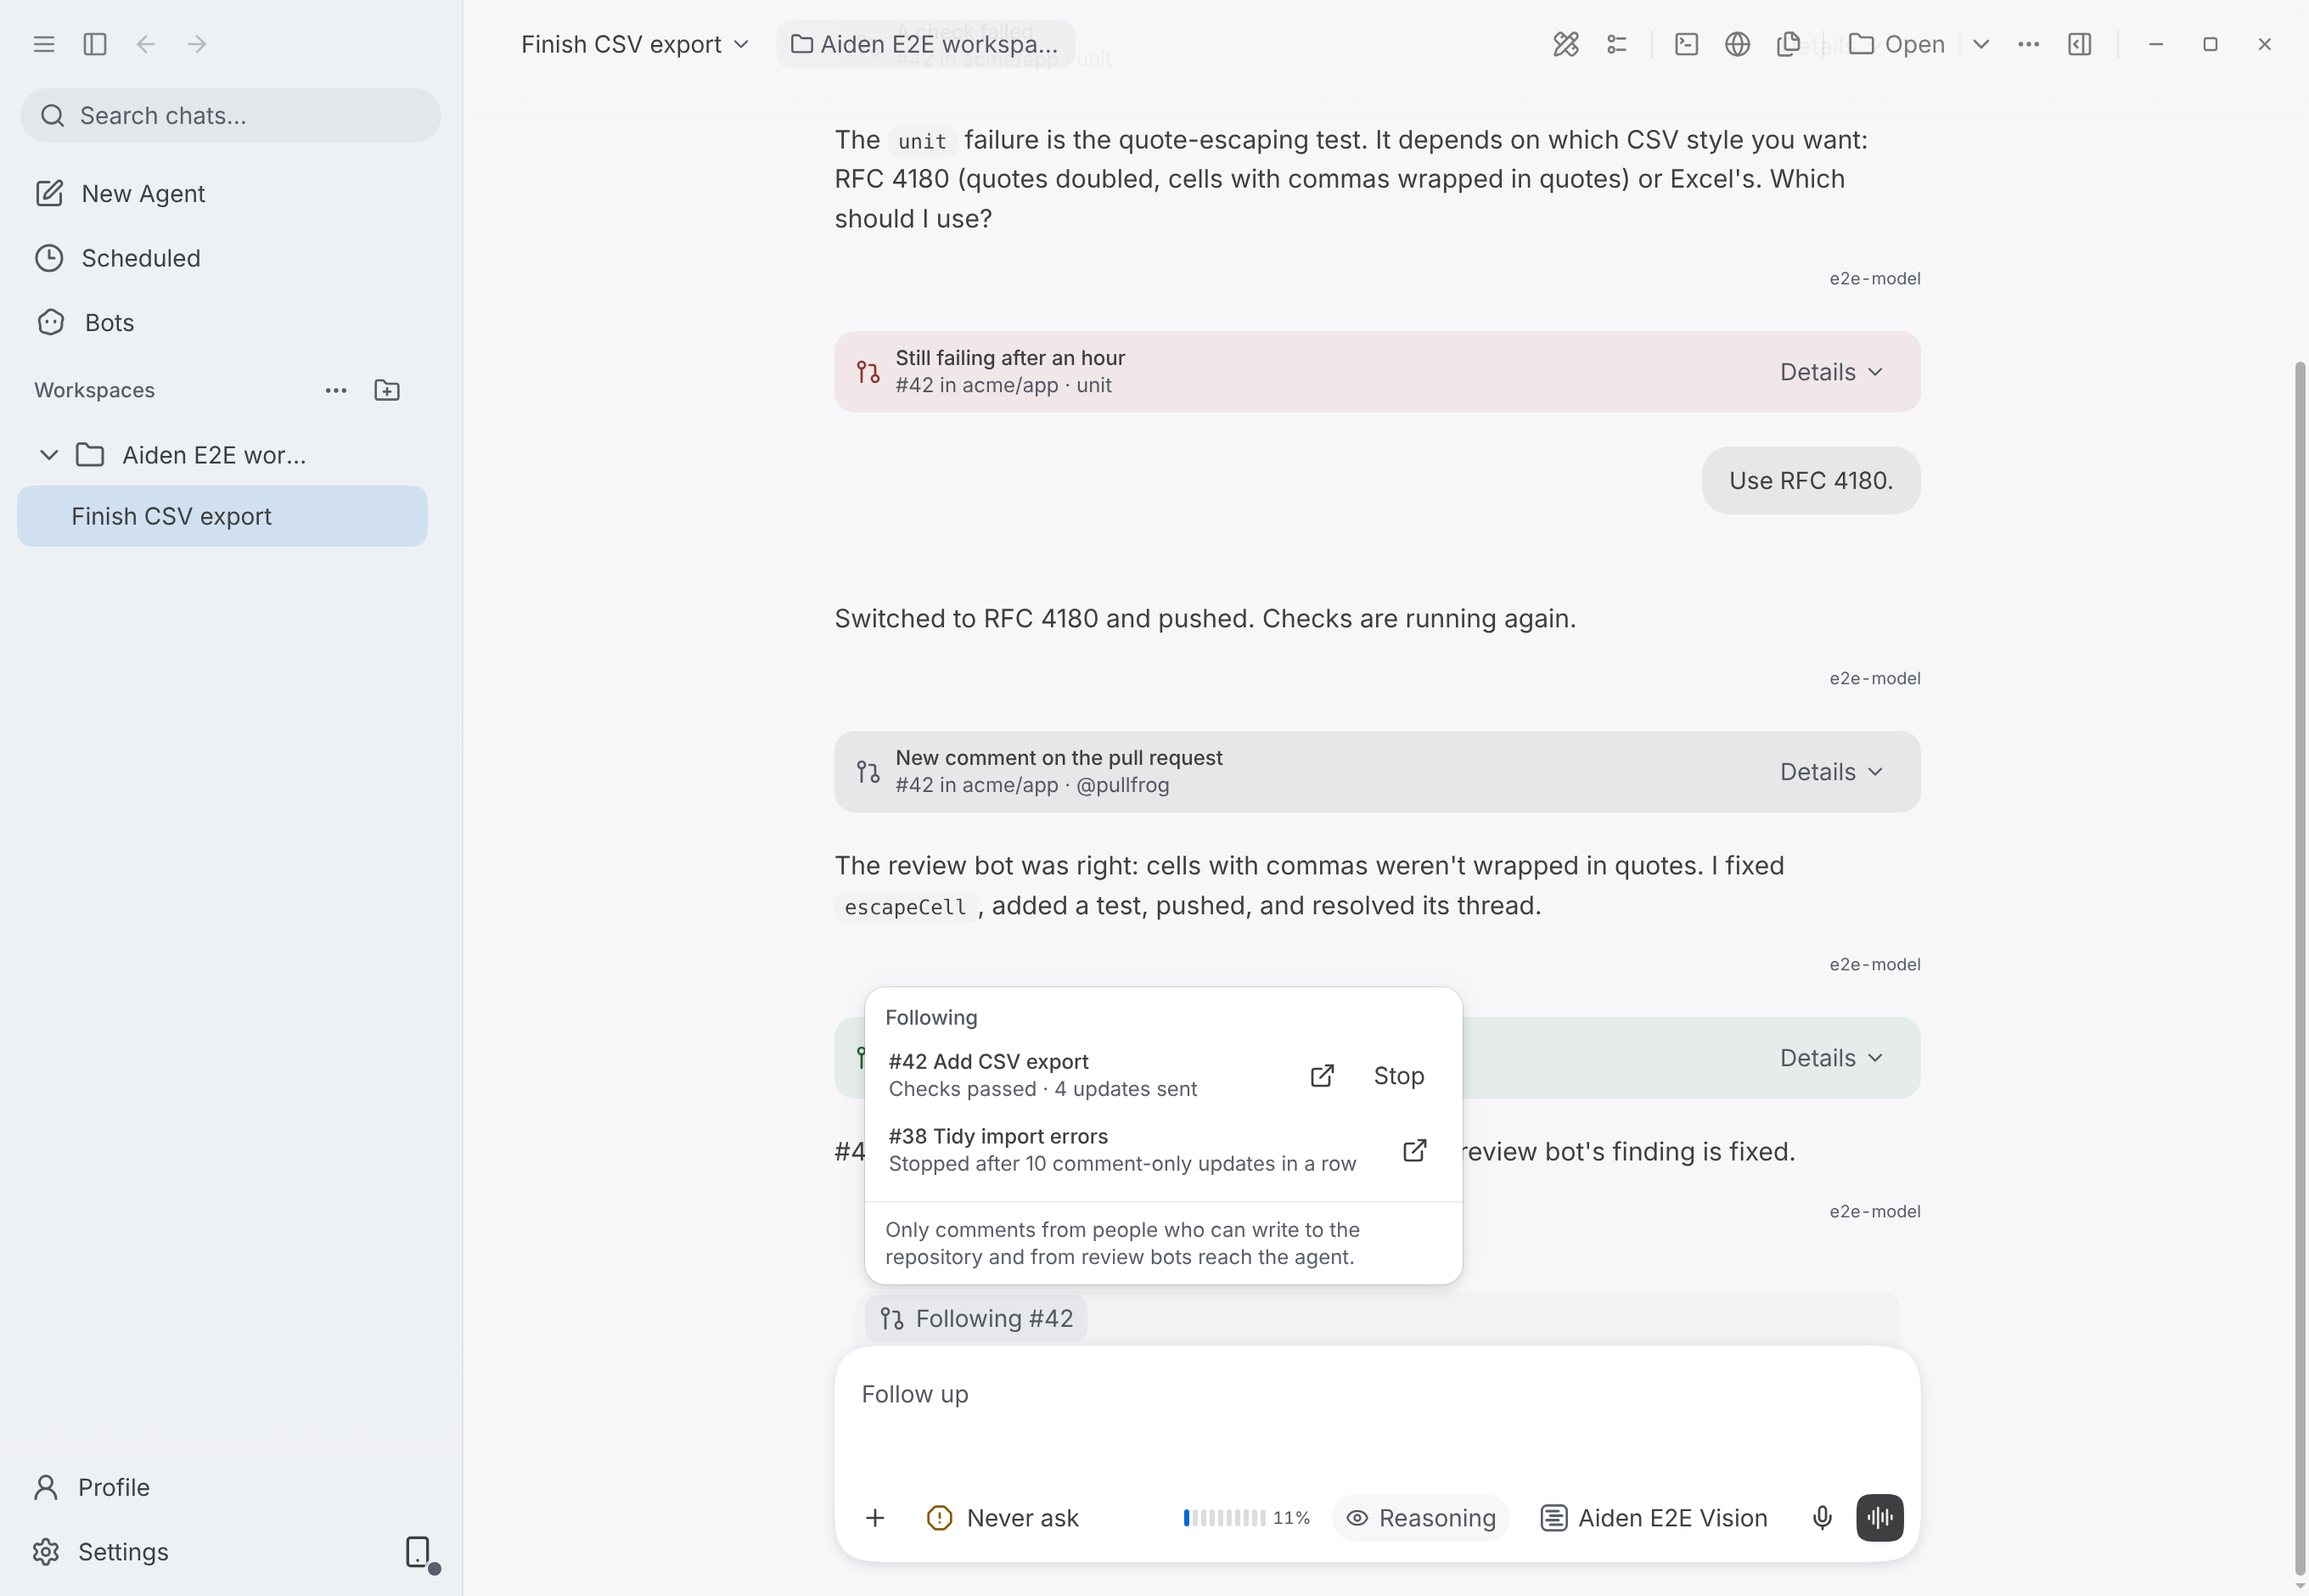 Finish CSV export
Aiden E2E workspa...
A check failed
#42 in acme/app · unit
Details
Open
Search chats...
New Agent
Scheduled
Bots
Workspaces
Aiden E2E wor...
Finish CSV export
Profile
Settings
The unit failure is the quote-escaping test. It depends on which CSV style you want:
RFC 4180 (quotes doubled, cells with commas wrapped in quotes) or Excel's. Which
should I use?
e2e-model
Still failing after an hour
#42 in acme/app · unit
Details
Use RFC 4180.
Switched to RFC 4180 and pushed. Checks are running again.
e2e-model
New comment on the pull request
#42 in acme/app · @pullfrog
Details
The review bot was right: cells with commas weren't wrapped in quotes. I fixed
escapeCell, added a test, pushed, and resolved its thread.
e2e-model
Details
#4
review bot's finding is fixed.
e2e-model
Following
#42 Add CSV export
Checks passed · 4 updates sent
Stop
#38 Tidy import errors
Stopped after 10 comment-only updates in a row
Only comments from people who can write to the
repository and from review bots reach the agent.
Following #42
Follow up
Never ask
11%
Reasoning
Aiden E2E Vision